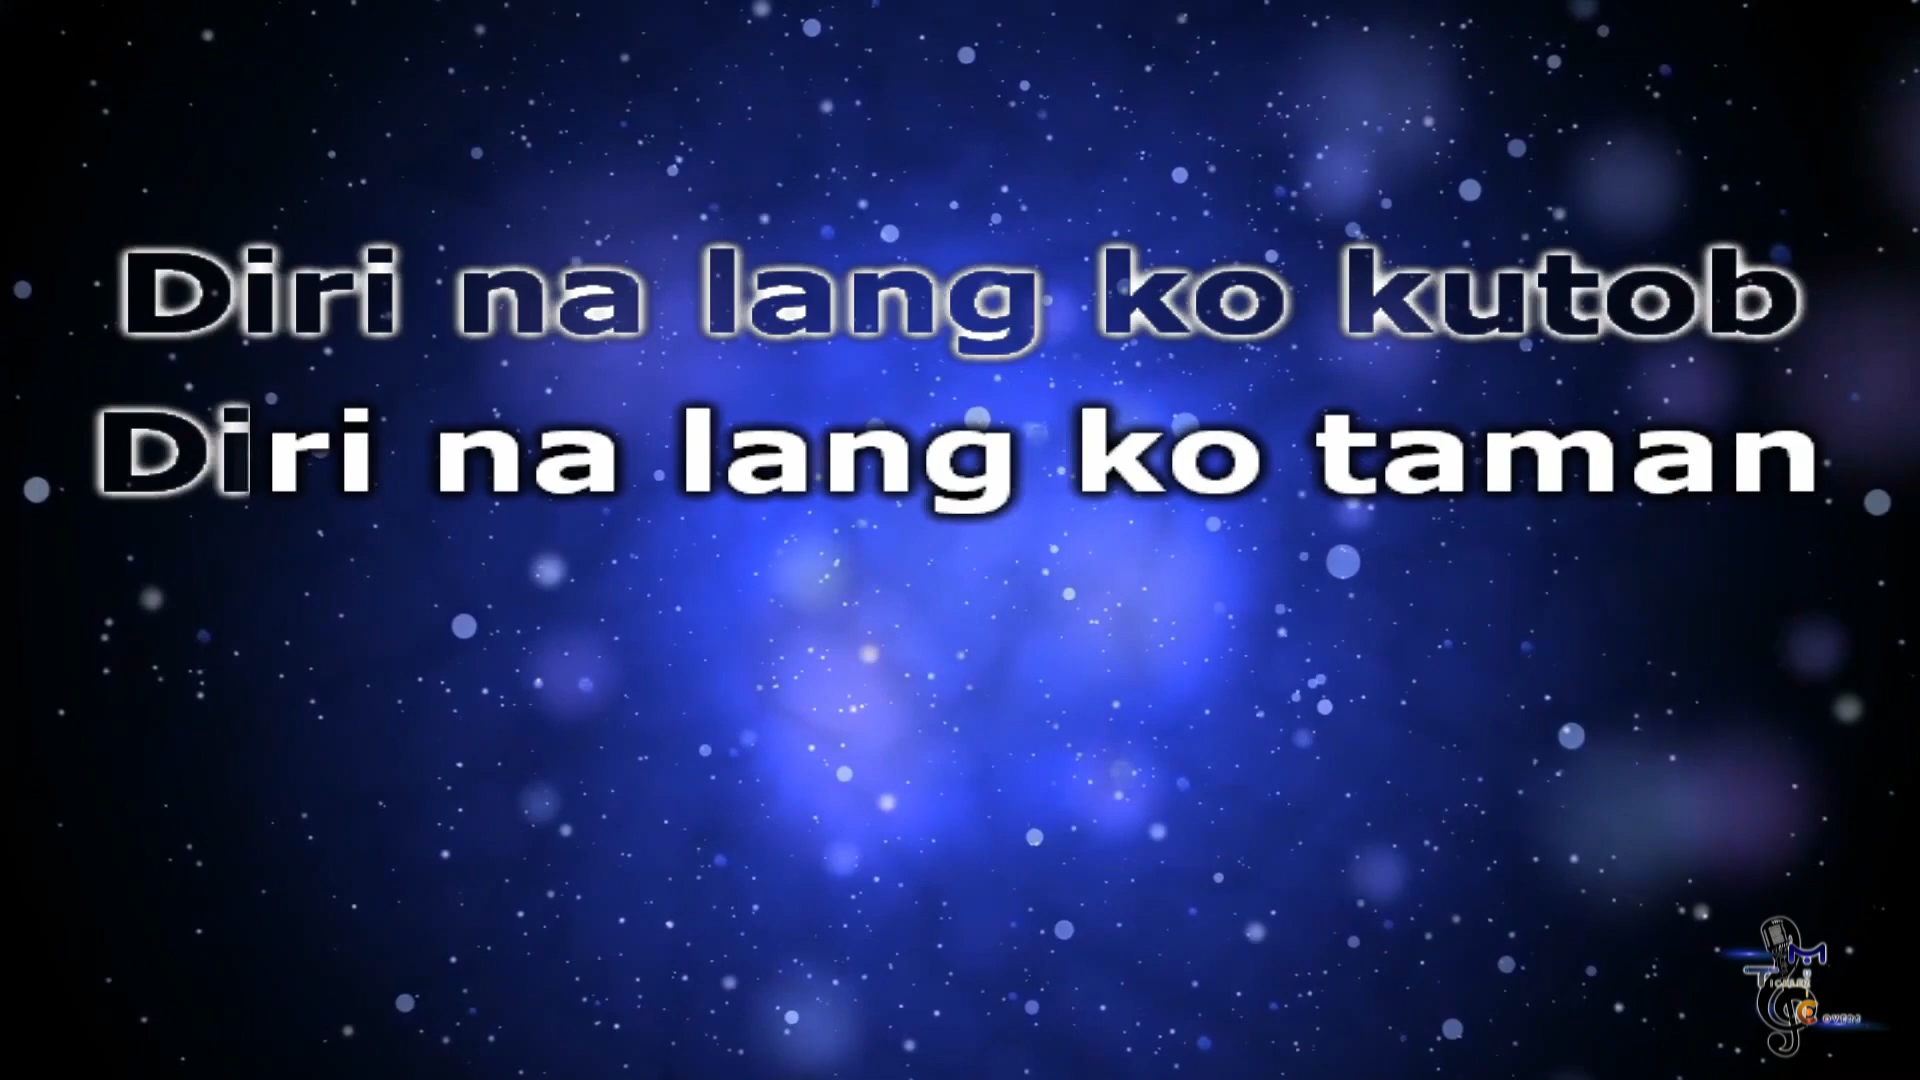 Diri na lang ko kutob
Diri na lang ko taman